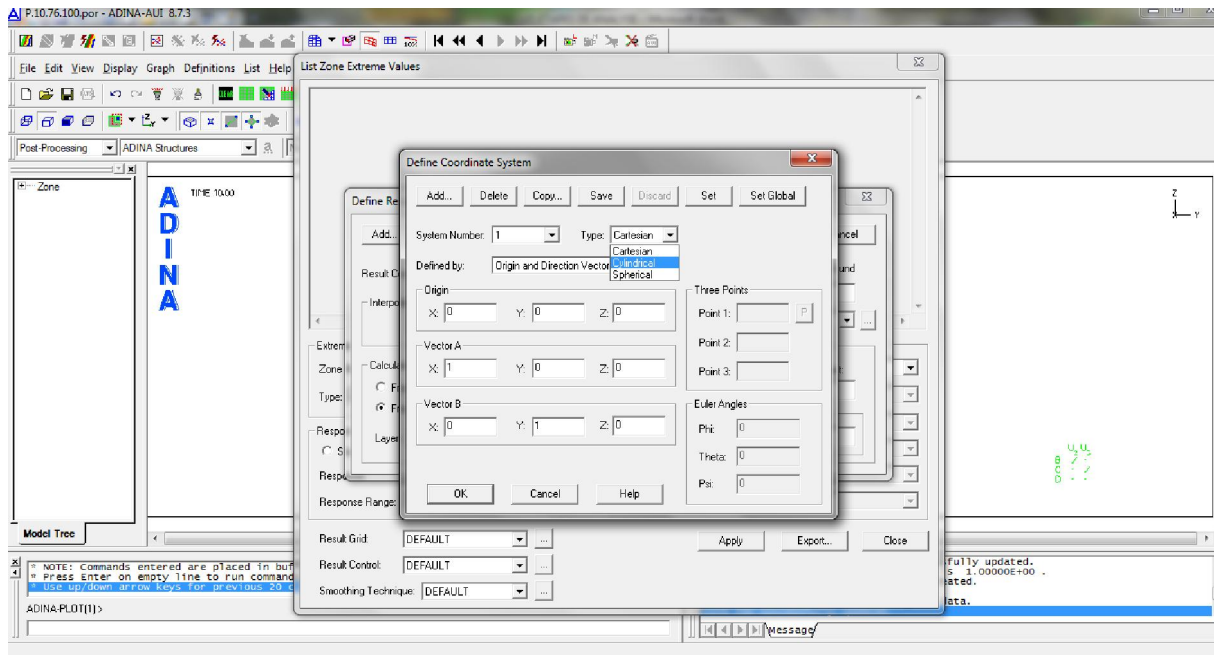 P.10.76.100.por - ADINA-AUI 8.7.3
File Edit View Display Graph Definitions List Help
Post-Processing
ADINA Structures
Zone
ADINA
TIME 10.00
Z
Y
Model Tree
List Zone Extreme Values
Define Coordinate System
Add... Delete Copy... Save Discard Set Set Global
System Number: 1 Type: Cartesian
Cartesian
Cylindrical
Spherical
Defined by: Origin and Direction Vector
Origin
X: 0 Y: 0 Z: 0
Vector A
X: 1 Y: 0 Z: 0
Vector B
X: 0 Y: 1 Z: 0
Three Points
Point 1: P
Point 2:
Point 3:
Euler Angles
Phi: 0
Theta: 0
Psi: 0
OK Cancel Help
Define Re
Add...
ncel
Result C
und
Interpo
Calcula
Fr
Fr
Layer
Extrem
Zone
Type:
Respo
S
Respo
Response Range:
Result Grid: DEFAULT ...
Result Control: DEFAULT ...
Smoothing Technique: DEFAULT ...
Apply Export... Close
* NOTE: Commands entered are placed in buf
* Press Enter on empty line to run command
* Use up/down arrow keys for previous 20 c
ADINA-PLOT(1)>
fully updated.
s 1.00000E+00 .
eated.
data.
Message